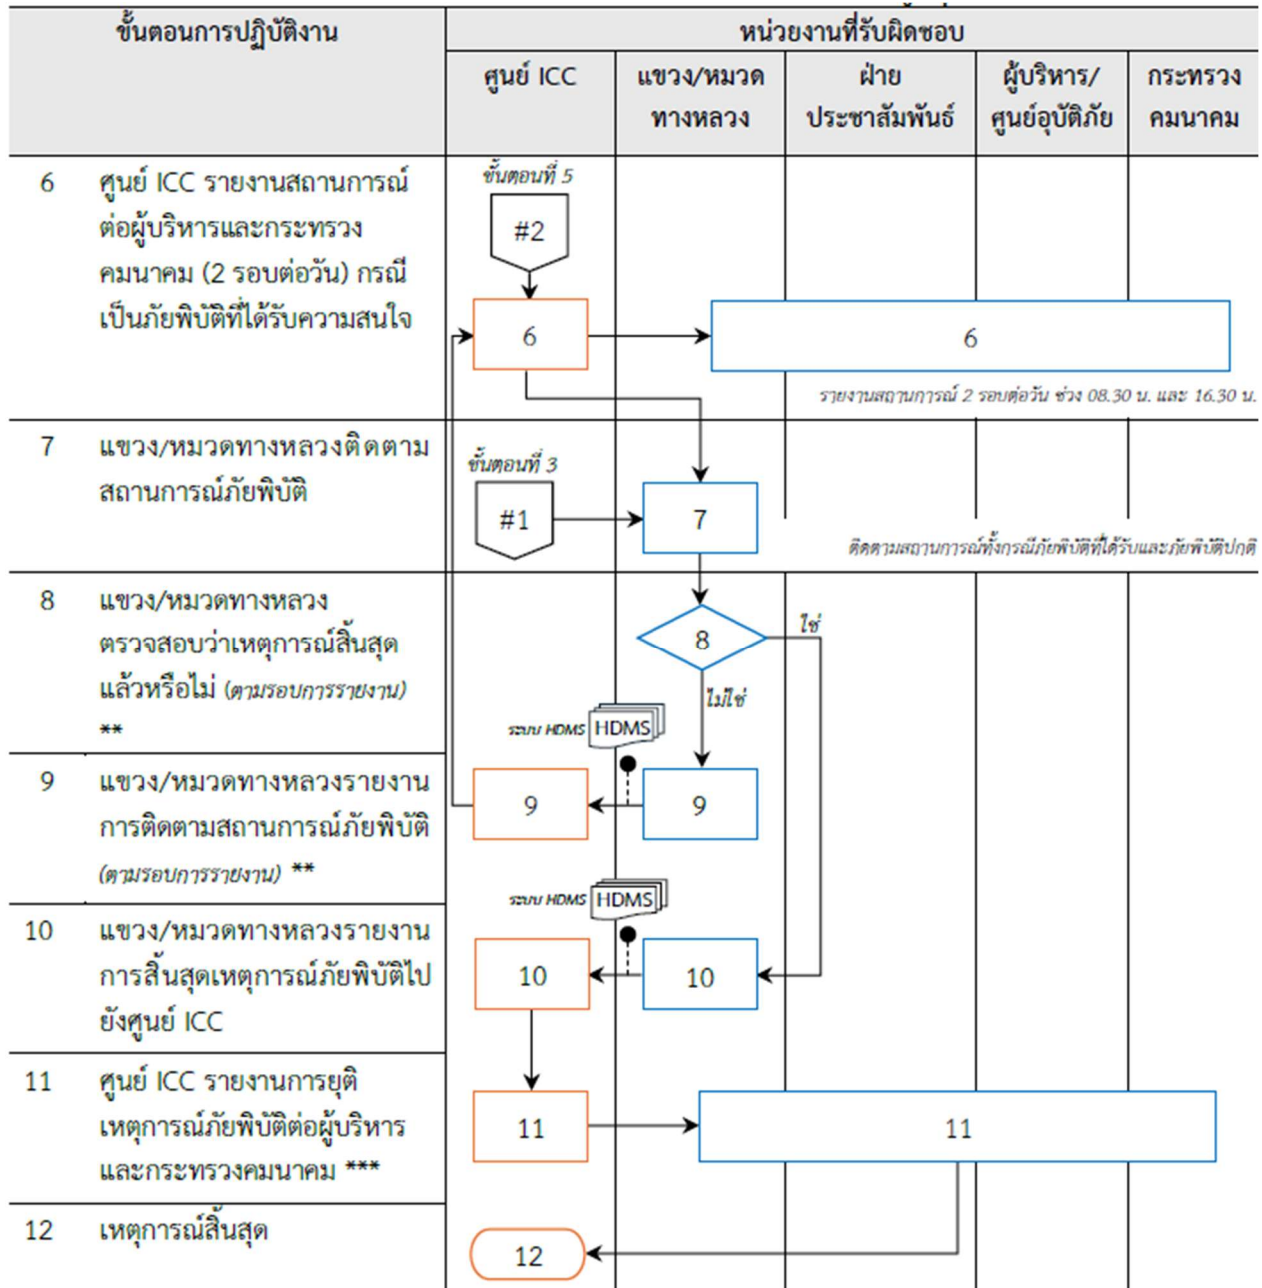 ขั้นตอนการปฏิบัติงาน
หน่วยงานที่รับผิดชอบ
ศูนย์ ICC
แขวง/หมวด
ทางหลวง
ฝ่าย
ประชาสัมพันธ์
ผู้บริหาร/
ศูนย์อุบัติภัย
กระทรวง
คมนาคม
6 ศูนย์ ICC รายงานสถานการณ์
ต่อผู้บริหารและกระทรวง
คมนาคม (2 รอบต่อวัน) กรณี
เป็นภัยพิบัติที่ได้รับความสนใจ
ขั้นตอนที่ 5
#2
6
6
รายงานสถานการณ์ 2 รอบต่อวัน ช่วง 08.30 น. และ 16.30 น.
7 แขวง/หมวดทางหลวงติดตาม
สถานการณ์ภัยพิบัติ
ขั้นตอนที่ 3
#1
7
ติดตามสถานการณ์ทั้งกรณีภัยพิบัติที่ได้รับและภัยพิบัติปกติ
8 แขวง/หมวดทางหลวง
ตรวจสอบว่าเหตุการณ์สิ้นสุด
แล้วหรือไม่ (ตามรอบการรายงาน)
**
8
ใช่
ไม่ใช่
ระบบ HDMS
HDMS
9 แขวง/หมวดทางหลวงรายงาน
การติดตามสถานการณ์ภัยพิบัติ
(ตามรอบการรายงาน) **
9
9
ระบบ HDMS
HDMS
10 แขวง/หมวดทางหลวงรายงาน
การสิ้นสุดเหตุการณ์ภัยพิบัติไป
ยังศูนย์ ICC
10
10
11 ศูนย์ ICC รายงานการยุติ
เหตุการณ์ภัยพิบัติต่อผู้บริหาร
และกระทรวงคมนาคม ***
11
11
12 เหตุการณ์สิ้นสุด
12